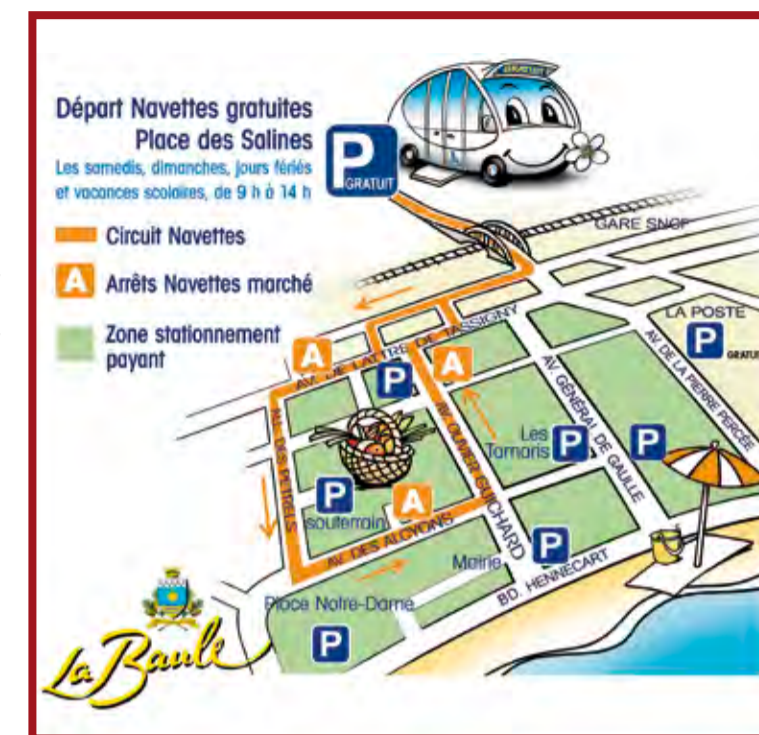 Départ Navettes gratuites
Place des Salines
Les samedis, dimanches, jours fériés
et vacances scolaires, de 9 h à 14 h
P
GRATUIT
GRATUIT
Circuit Navettes
A Arrêts Navettes marché
Zone stationnement
payant
GARE SNCF
LA POSTE
P
GRATUIT
A
AV. DE LATTRE DE TASSIGNY
A
P
AV. DE LA PIERRE PERCÉE
AV. GÉNÉRAL DE GAULLE
AV. OLIVIER GUICHARD
AV. DES PETRELS
Les
Tamaris
P
P
P
souterrain
A
AV. DES ALCYONS
Mairie
P
BD. HENNECART
Place Notre-Dame
P
La Baule